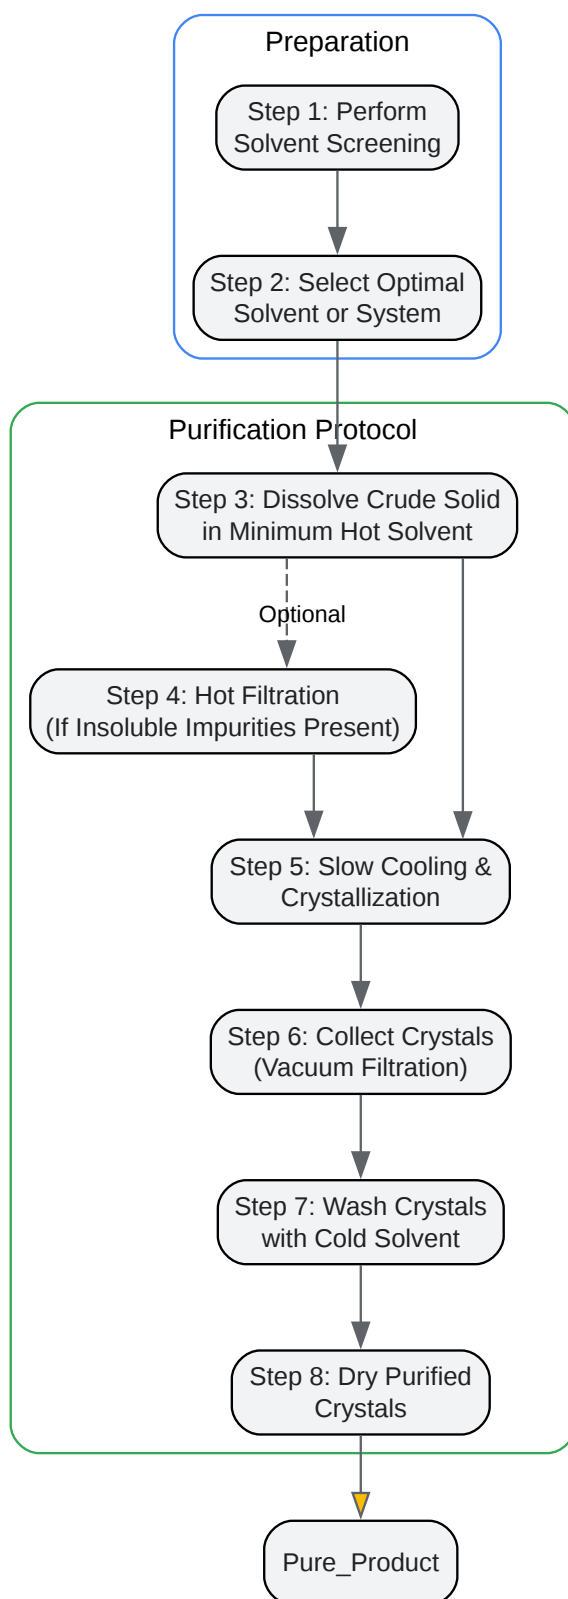 Preparation
Step 1: Perform
Solvent Screening
Step 2: Select Optimal
Solvent or System
Purification Protocol
Step 3: Dissolve Crude Solid
in Minimum Hot Solvent
Optional
Step 4: Hot Filtration
(If Insoluble Impurities Present)
Step 5: Slow Cooling &
Crystallization
Step 6: Collect Crystals
(Vacuum Filtration)
Step 7: Wash Crystals
with Cold Solvent
Step 8: Dry Purified
Crystals
Pure_Product